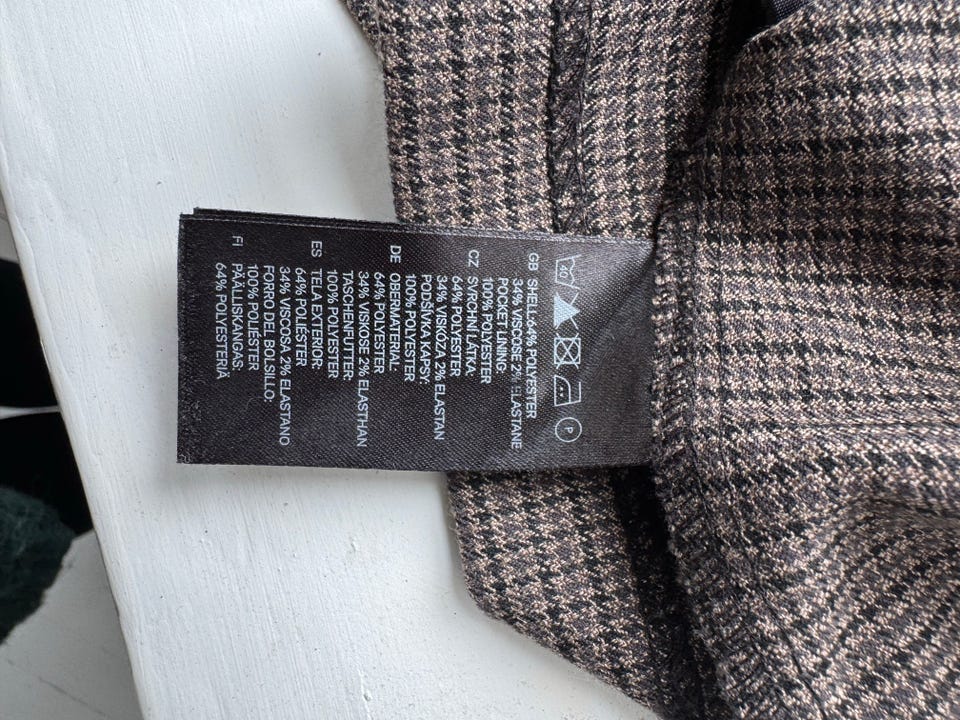 40
P
GB SHELL:64% POLYESTER
34% VISCOSE 2% ELASTANE
POCKET LINING:
100% POLYESTER
CZ SVRCHNÍ LÁTKA:
64% POLYESTER
34% VISKÓZA 2% ELASTAN
PODŠÍVKA KAPSY:
100% POLYESTER
DE OBERMATERIAL:
64% POLYESTER
34% VISKOSE 2% ELASTHAN
TASCHENFUTTER:
100% POLYESTER
ES TELA EXTERIOR:
64% POLIÉSTER
34% VISCOSA 2% ELASTANO
FORRO DEL BOLSILLO:
100% POLIÉSTER
FI PÄÄLLISKANGAS:
64% POLYESTERIÄ